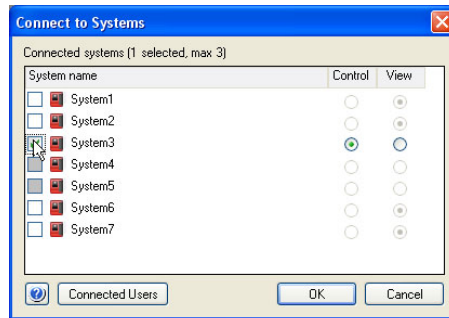 Connect to Systems
Connected systems (1 selected, max 3)
System name Control View
System1
System2
System3
System4
System5
System6
System7
Connected Users OK Cancel